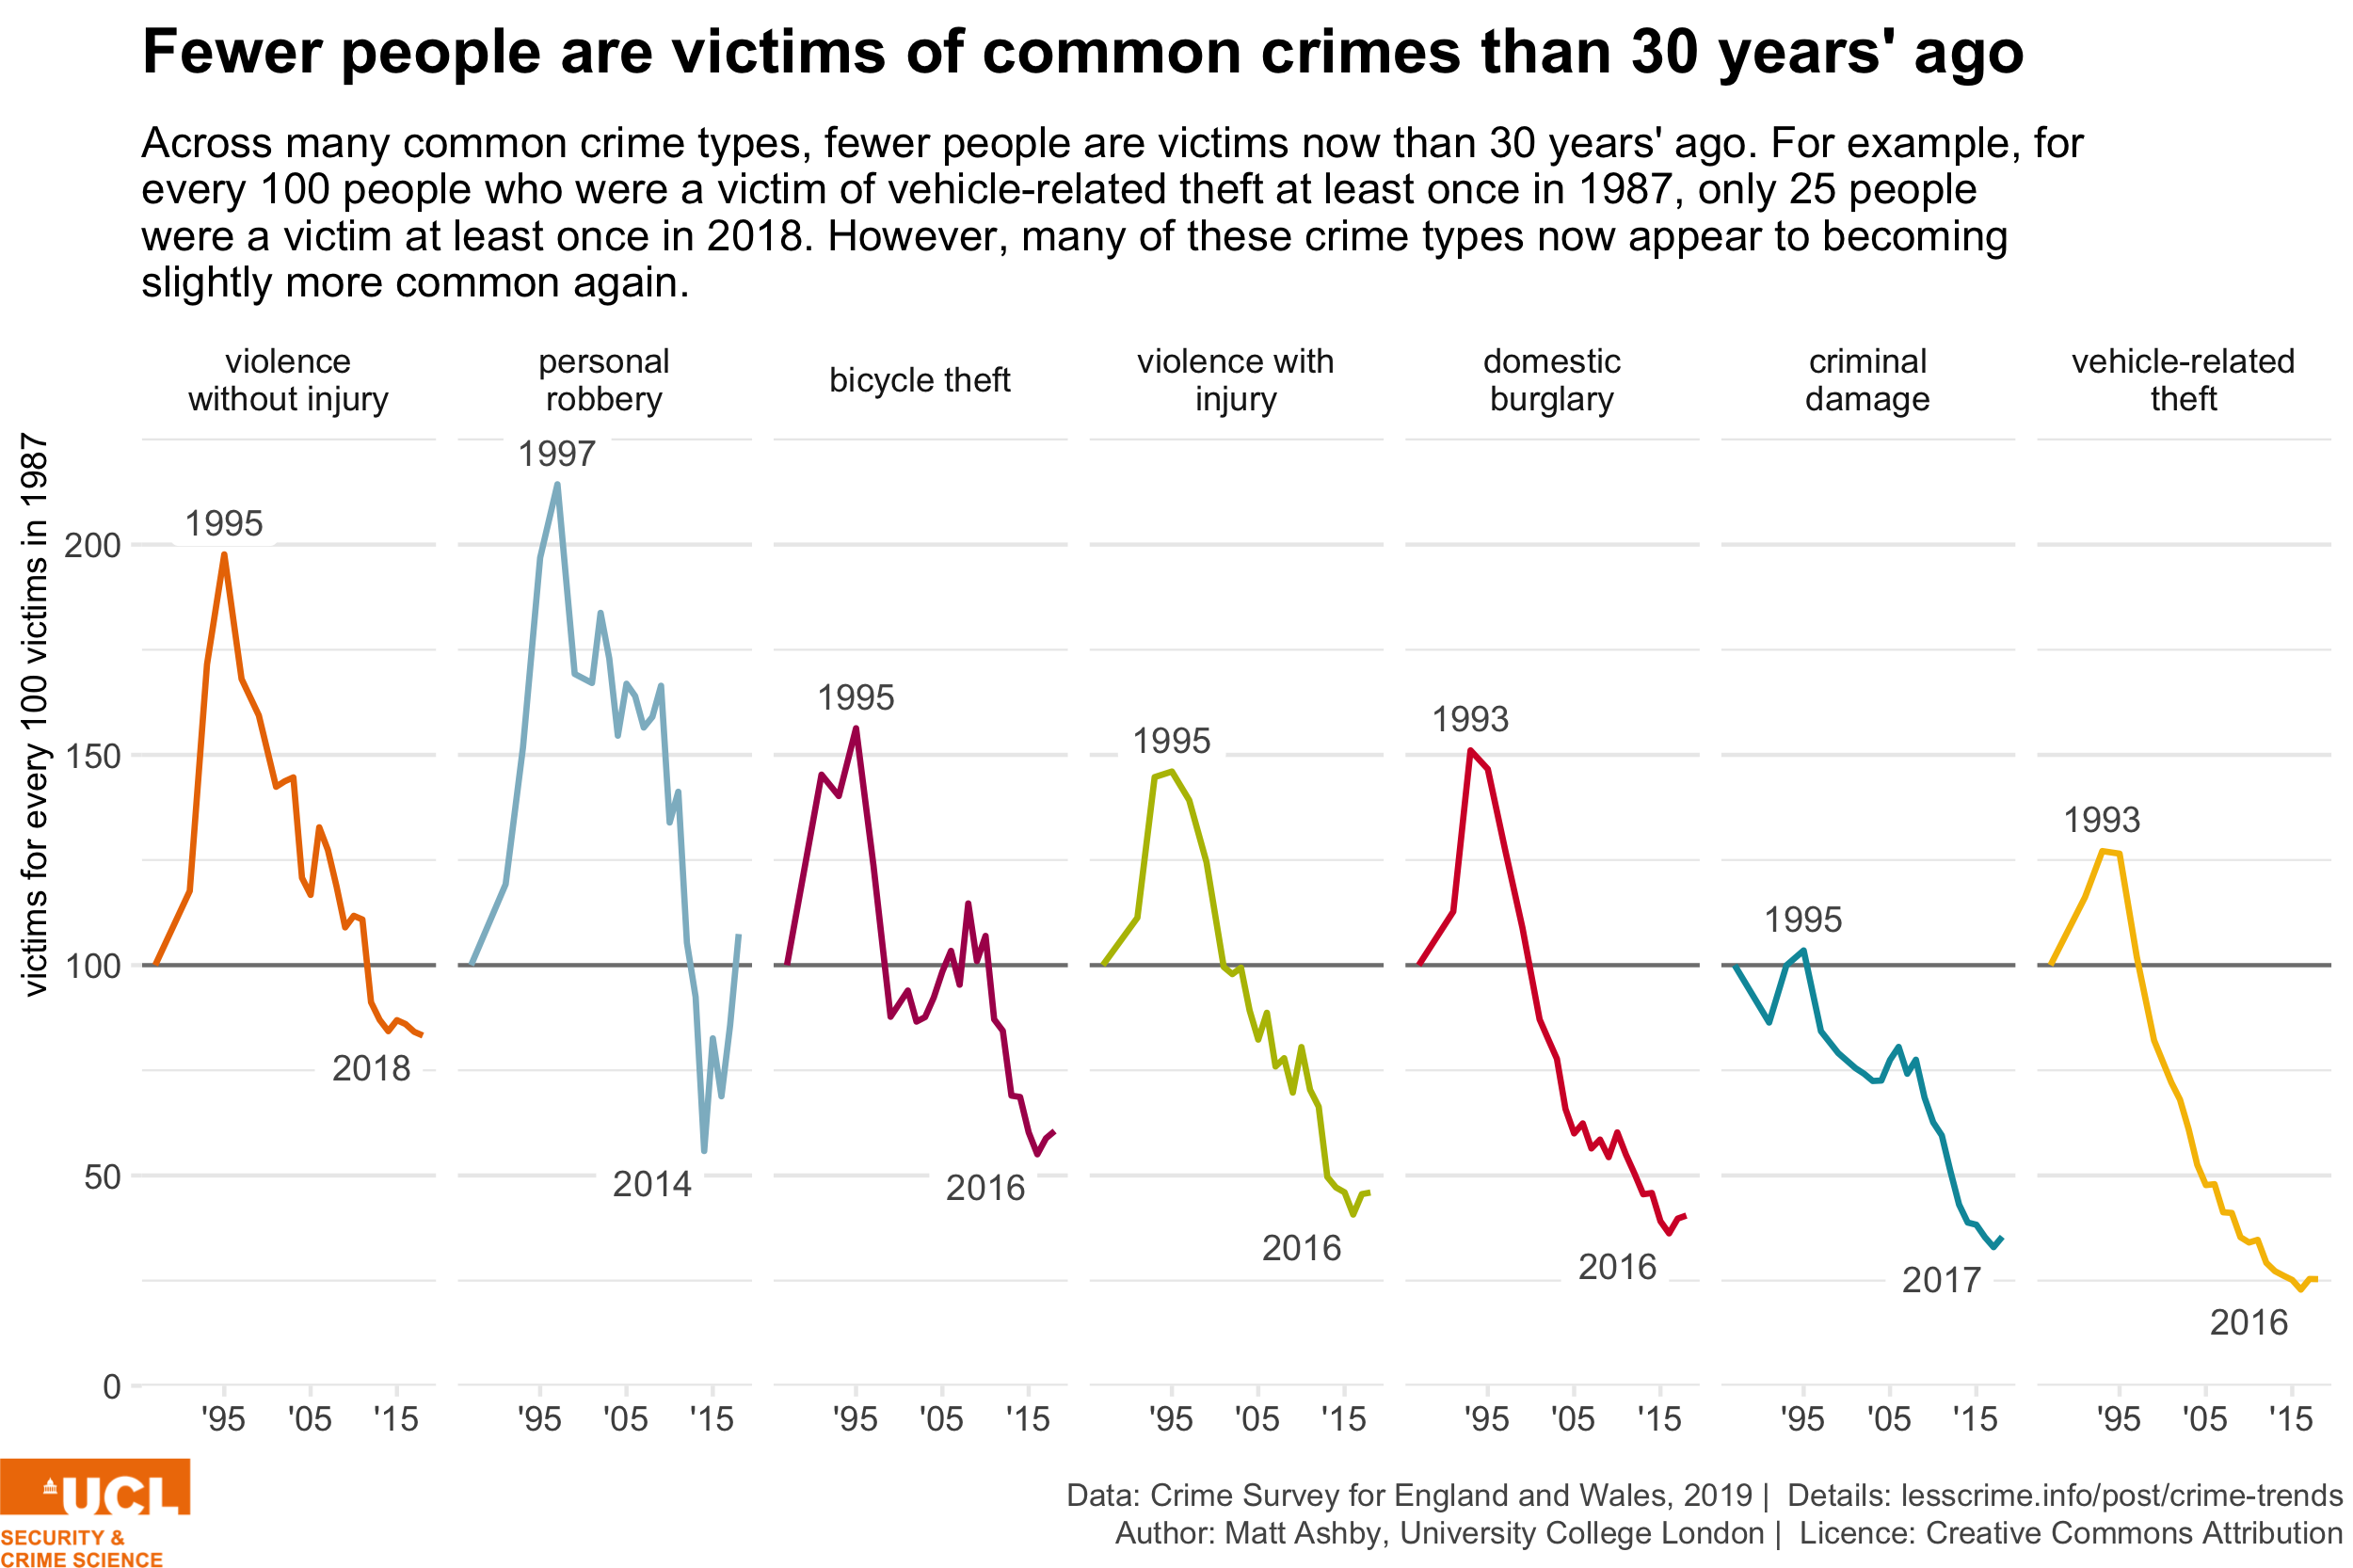 Fewer people are victims of common crimes than 30 years' ago
Across many common crime types, fewer people are victims now than 30 years' ago. For example, for
every 100 people who were a victim of vehicle-related theft at least once in 1987, only 25 people
were a victim at least once in 2018. However, many of these crime types now appear to becoming
slightly more common again.
violence
without injury
personal
robbery
bicycle theft
violence with
injury
domestic
burglary
criminal
damage
vehicle-related
theft
victims for every 100 victims in 1987
200
150
100
50
0
1995
2018
1997
2014
1995
2016
1995
2016
1993
2016
1995
2017
1993
2016
'95 '05 '15
'95 '05 '15
'95 '05 '15
'95 '05 '15
'95 '05 '15
'95 '05 '15
'95 '05 '15
UCL
SECURITY &
CRIME SCIENCE
Data: Crime Survey for England and Wales, 2019 | Details: lesscrime.info/post/crime-trends
Author: Matt Ashby, University College London | Licence: Creative Commons Attribution